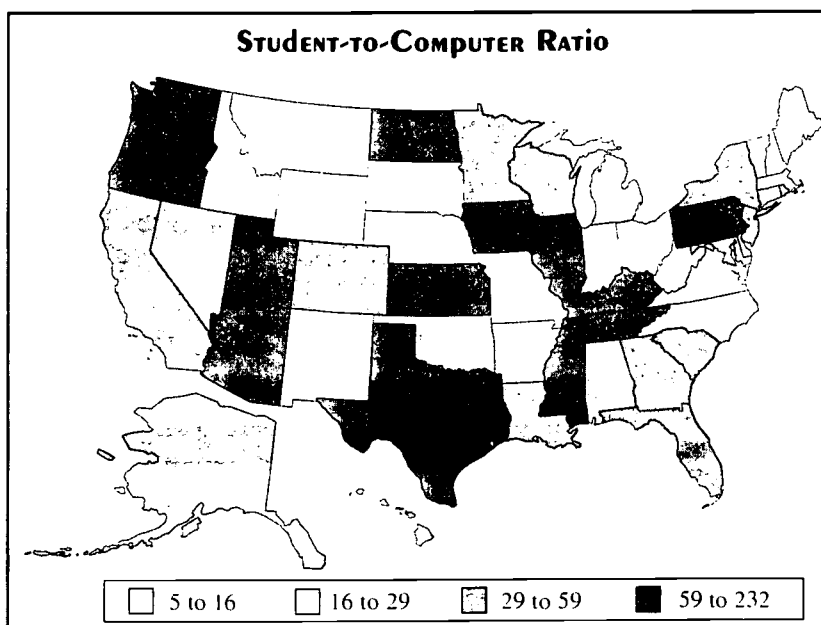 Student-to-Computer Ratio
5 to 16
16 to 29
29 to 59
59 to 232